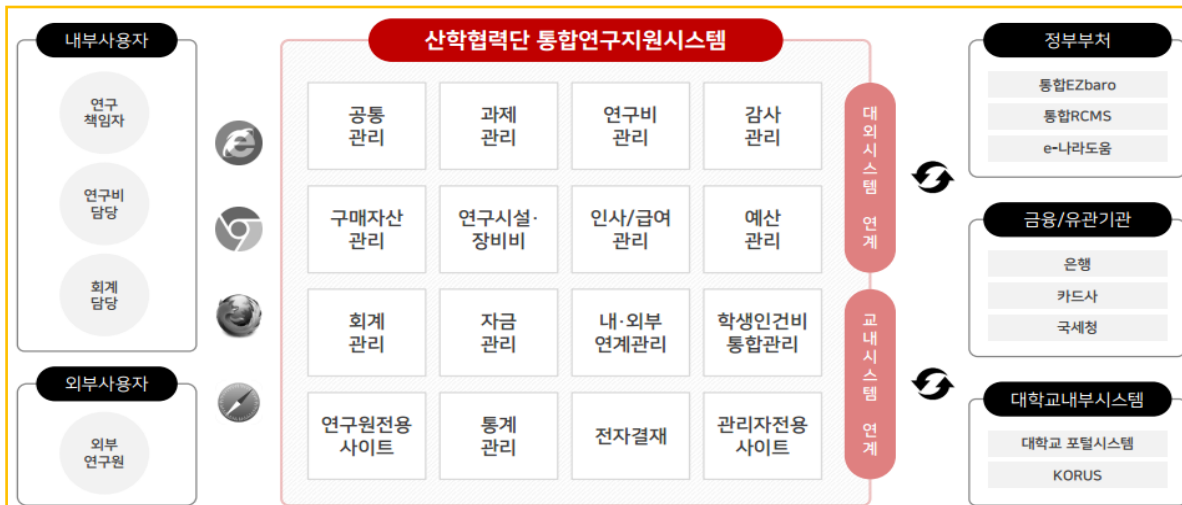 내부사용자
연구
책임자
연구비
담당
회계
담당
외부사용자
외부
연구원
산학협력단 통합연구지원시스템
공통
관리
과제
관리
연구비
관리
감사
관리
구매자산
관리
연구시설·
장비비
인사/급여
관리
예산
관리
회계
관리
자금
관리
내·외부
연계관리
학생인건비
통합관리
연구원전용
사이트
통계
관리
전자결재
관리자전용
사이트
대외시스템 연계
교내시스템 연계
정부부처
통합EZbaro
통합RCMS
e-나라도움
금융/유관기관
은행
카드사
국세청
대학교내부시스템
대학교 포털시스템
KORUS